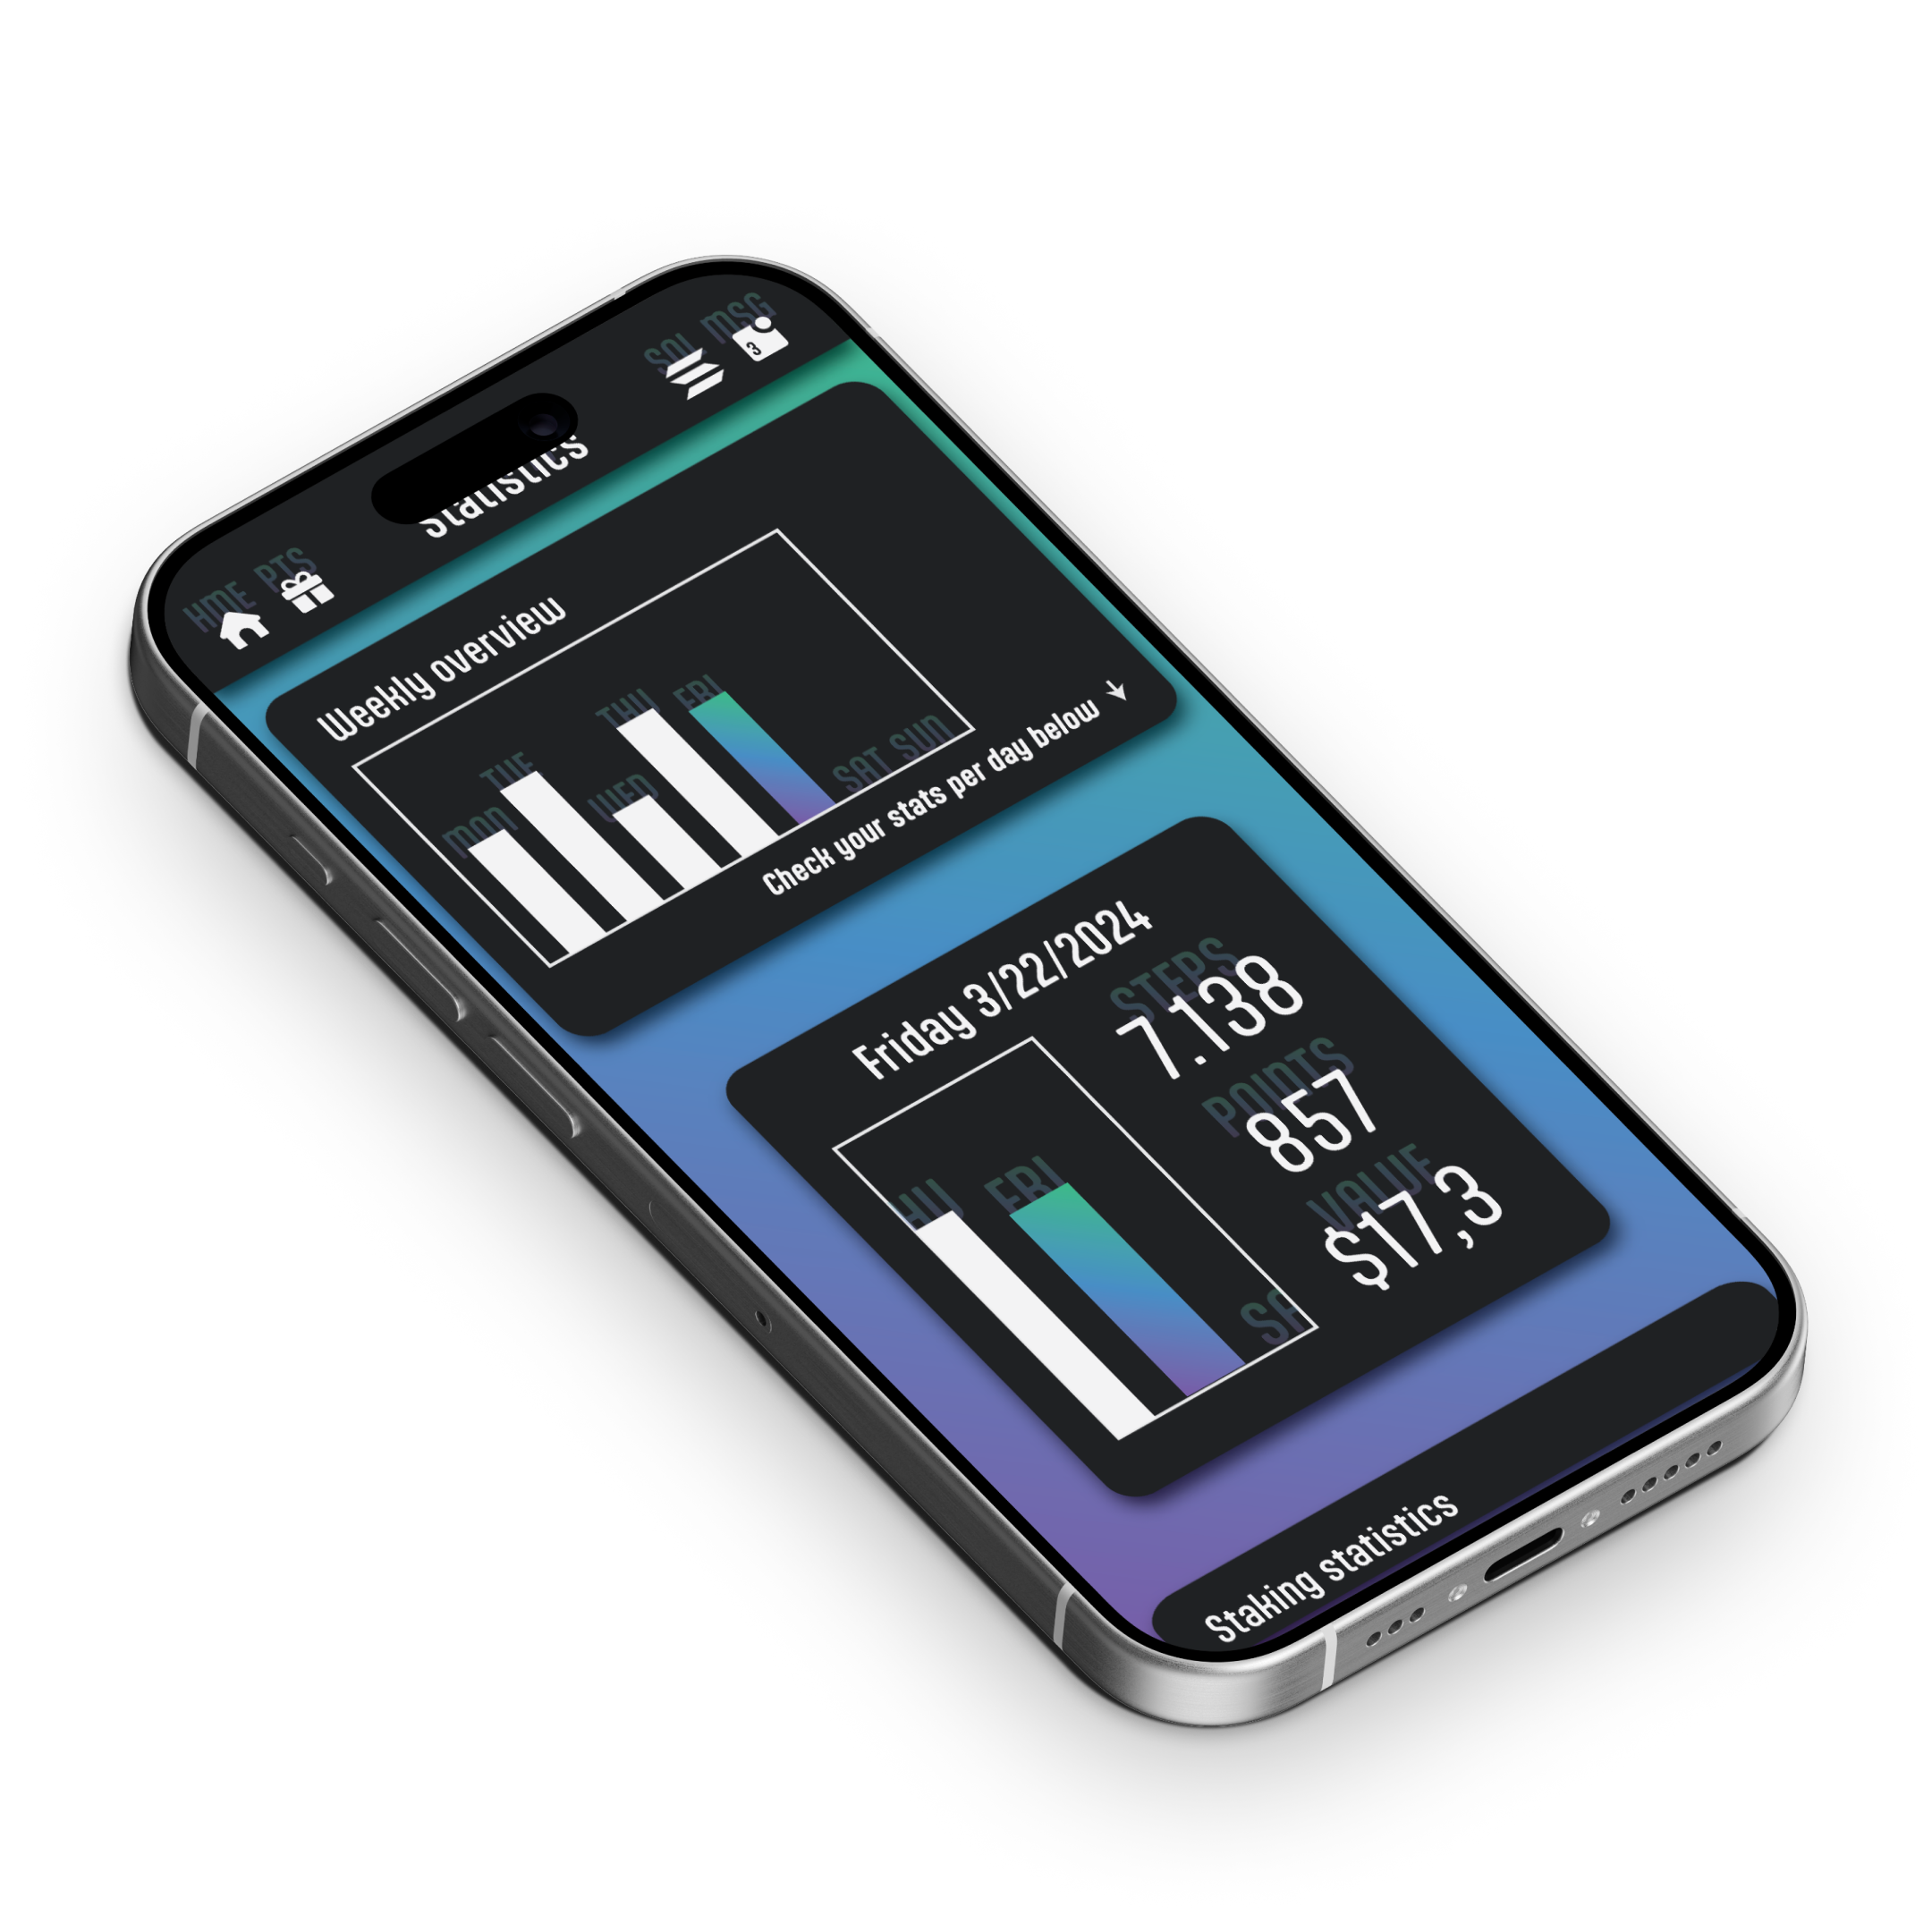 HME PTS
SOL MSG
3
Statistics
Weekly overview
MON TUE WED THU FRI SAT SUN
Check your stats per day below
Friday 3/22/2024
HU FRI SA
STEPS
7.138
POINTS
857
VALUE
$17,3
Staking statistics